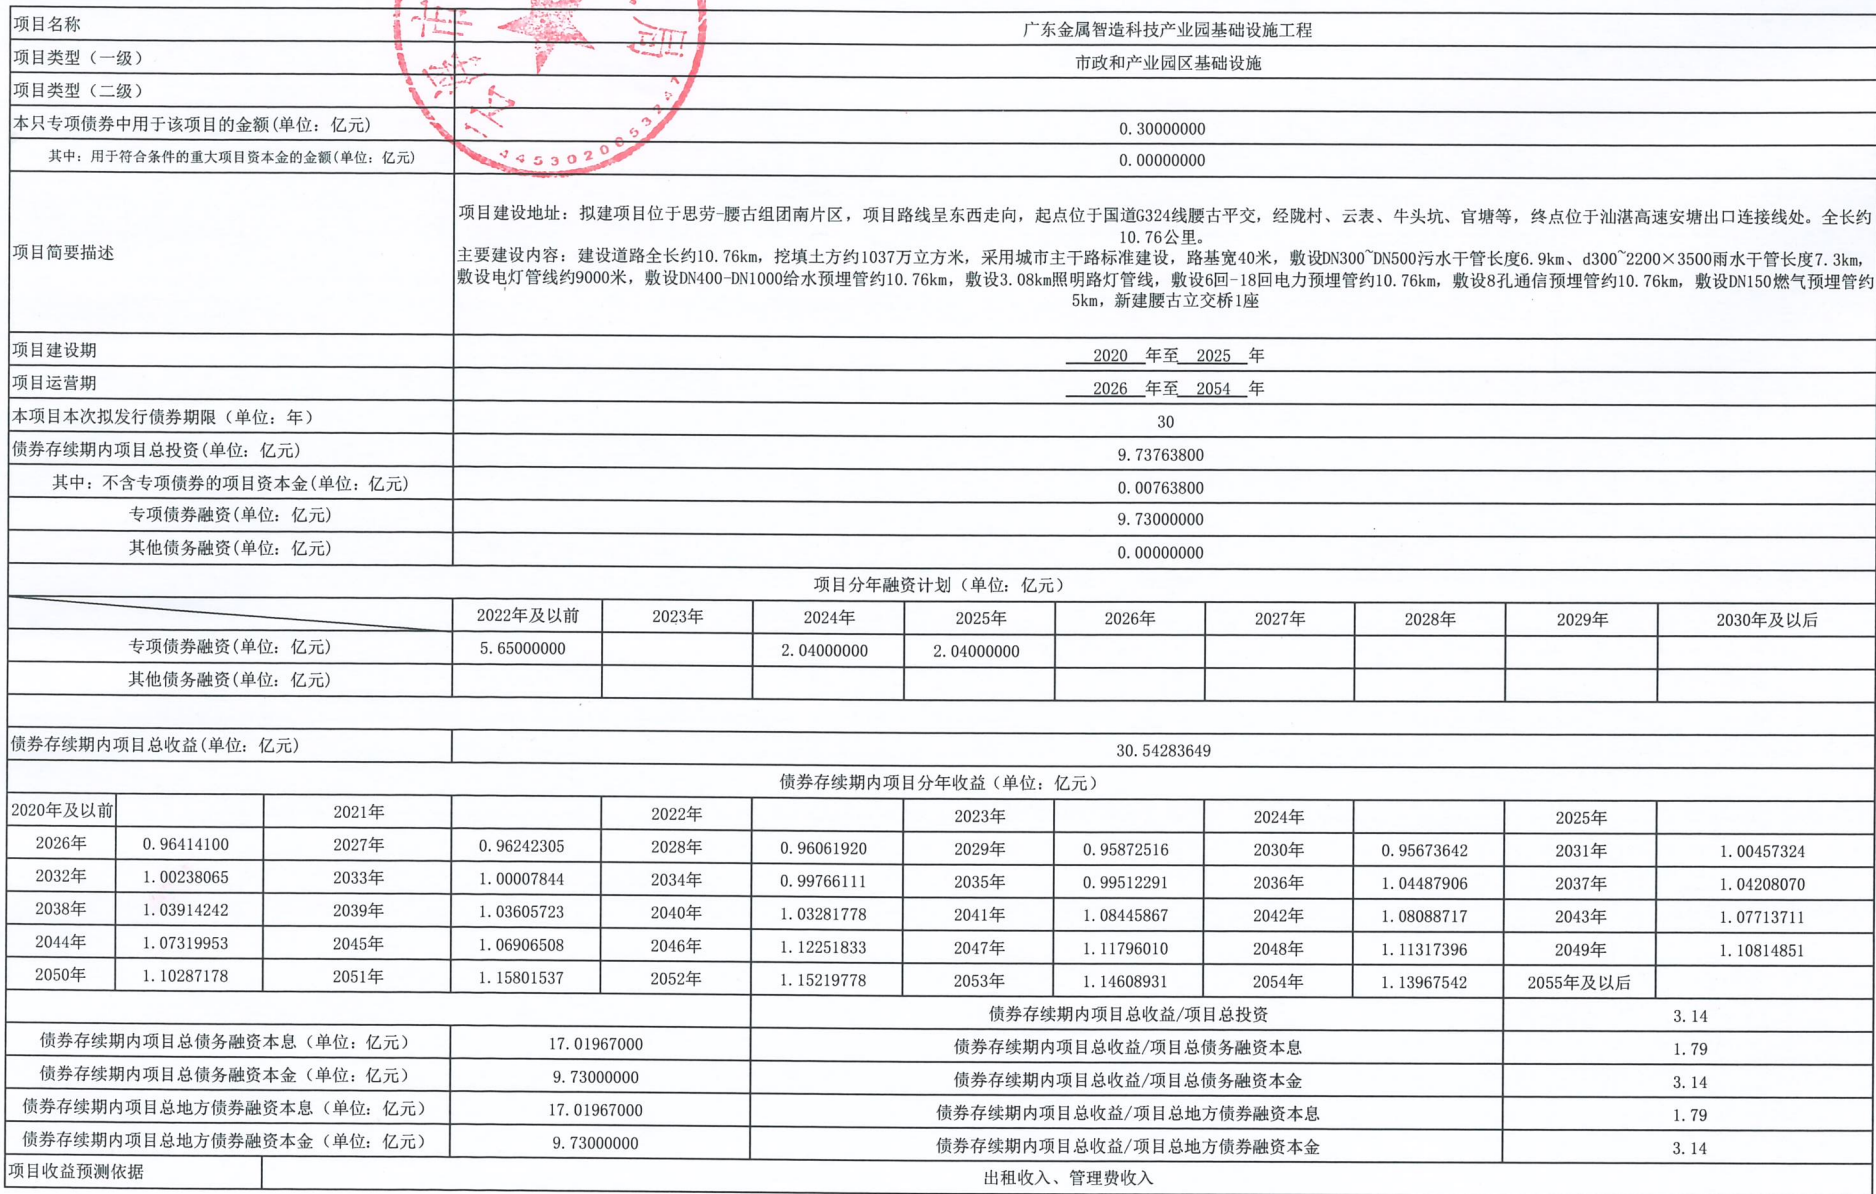 项目名称 广东金属智造科技产业园基础设施工程
项目类型（一级） 市政和产业园区基础设施
项目类型（二级）
本只专项债券中用于该项目的金额(单位：亿元) 0.30000000
其中：用于符合条件的重大项目资本金的金额(单位：亿元) 0.00000000
项目简要描述
项目建设地址：拟建项目位于思劳-腰古组团南片区，项目路线呈东西走向，起点位于国道G324线腰古平交，经陇村、云表、牛头坑、官塘等，终点位于汕湛高速安塘出口连接线处。全长约
10.76公里。
主要建设内容：建设道路全长约10.76km，挖填土方约1037万立方米，采用城市主干路标准建设，路基宽40米，敷设DN300~DN500污水干管长度6.9km、d300~2200×3500雨水干管长度7.3km，
敷设电灯管线约9000米，敷设DN400-DN1000给水预埋管约10.76km，敷设3.08km照明路灯管线，敷设6回-18回电力预埋管约10.76km，敷设8孔通信预埋管约10.76km，敷设DN150燃气预埋管约
5km，新建腰古立交桥1座
项目建设期 2020 年至 2025 年
项目运营期 2026 年至 2054 年
本项目本次拟发行债券期限（单位：年） 30
债券存续期内项目总投资(单位：亿元) 9.73763800
其中：不含专项债券的项目资本金(单位：亿元) 0.00763800
专项债券融资(单位：亿元) 9.73000000
其他债务融资(单位：亿元) 0.00000000
项目分年融资计划（单位：亿元）
2022年及以前 2023年 2024年 2025年 2026年 2027年 2028年 2029年 2030年及以后
专项债券融资(单位：亿元) 5.65000000 2.04000000 2.04000000
其他债务融资(单位：亿元)
债券存续期内项目总收益(单位：亿元) 30.54283649
债券存续期内项目分年收益（单位：亿元）
2020年及以前 2021年 2022年 2023年 2024年 2025年
2026年 0.96414100 2027年 0.96242305 2028年 0.96061920 2029年 0.95872516 2030年 0.95673642 2031年 1.00457324
2032年 1.00238065 2033年 1.00007844 2034年 0.99766111 2035年 0.99512291 2036年 1.04487906 2037年 1.04208070
2038年 1.03914242 2039年 1.03605723 2040年 1.03281778 2041年 1.08445867 2042年 1.08088717 2043年 1.07713711
2044年 1.07319953 2045年 1.06906508 2046年 1.12251833 2047年 1.11796010 2048年 1.11317396 2049年 1.10814851
2050年 1.10287178 2051年 1.15801537 2052年 1.15219778 2053年 1.14608931 2054年 1.13967542 2055年及以后
债券存续期内项目总收益/项目总投资 3.14
债券存续期内项目总债务融资本息（单位：亿元） 17.01967000 债券存续期内项目总收益/项目总债务融资本息 1.79
债券存续期内项目总债务融资本金（单位：亿元） 9.73000000 债券存续期内项目总收益/项目总债务融资本金 3.14
债券存续期内项目总地方债券融资本息（单位：亿元） 17.01967000 债券存续期内项目总收益/项目总地方债券融资本息 1.79
债券存续期内项目总地方债券融资本金（单位：亿元） 9.73000000 债券存续期内项目总收益/项目总地方债券融资本金 3.14
项目收益预测依据 出租收入、管理费收入